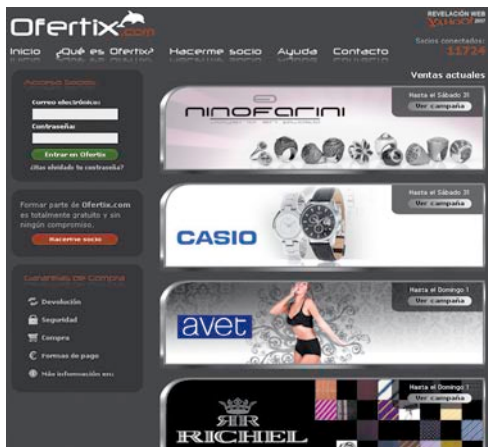 Ofertix.com
REVELACIÓN WEB
YAHOO! 2007
Inicio ¿Qué es Ofertix? Hacerme socio Ayuda Contacto
Socios conectados:
11724
Acceso Socios
Correo electrónico:
Contraseña:
Entrar en Ofertix
¿Has olvidado tu contraseña?
Formar parte de Ofertix.com
es totalmente gratuito y sin
ningún compromiso.
Hacerme socio
Garantías de Compra
Devolución
Seguridad
Compra
Formas de pago
Más información en:
Ventas actuales
Hasta el Sábado 31
Ver campaña
NINOFARINI
Hasta el Sábado 31
Ver campaña
CASIO
Hasta el Domingo 1
Ver campaña
avet
Hasta el Domingo 1
Ver campaña
RR
RICHEL